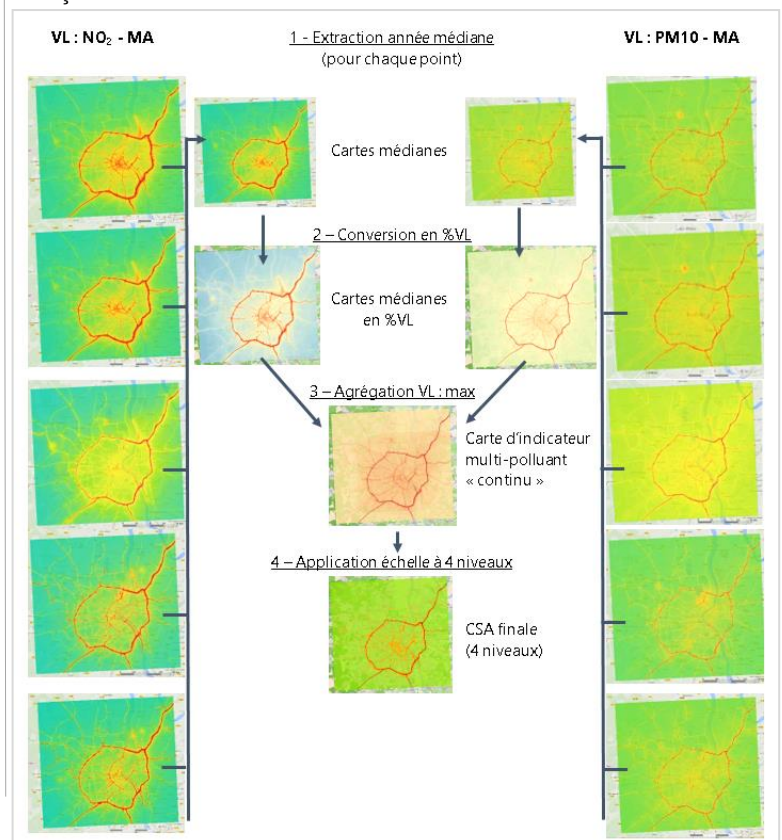 VL : NO₂ - MA
1 - Extraction année médiane
(pour chaque point)
VL : PM10 - MA
Cartes médianes
2 – Conversion en %VL
Cartes médianes
en %VL
3 – Agrégation VL : max
Carte d'indicateur
multi-polluant
« continu »
4 – Application échelle à 4 niveaux
CSA finale
(4 niveaux)